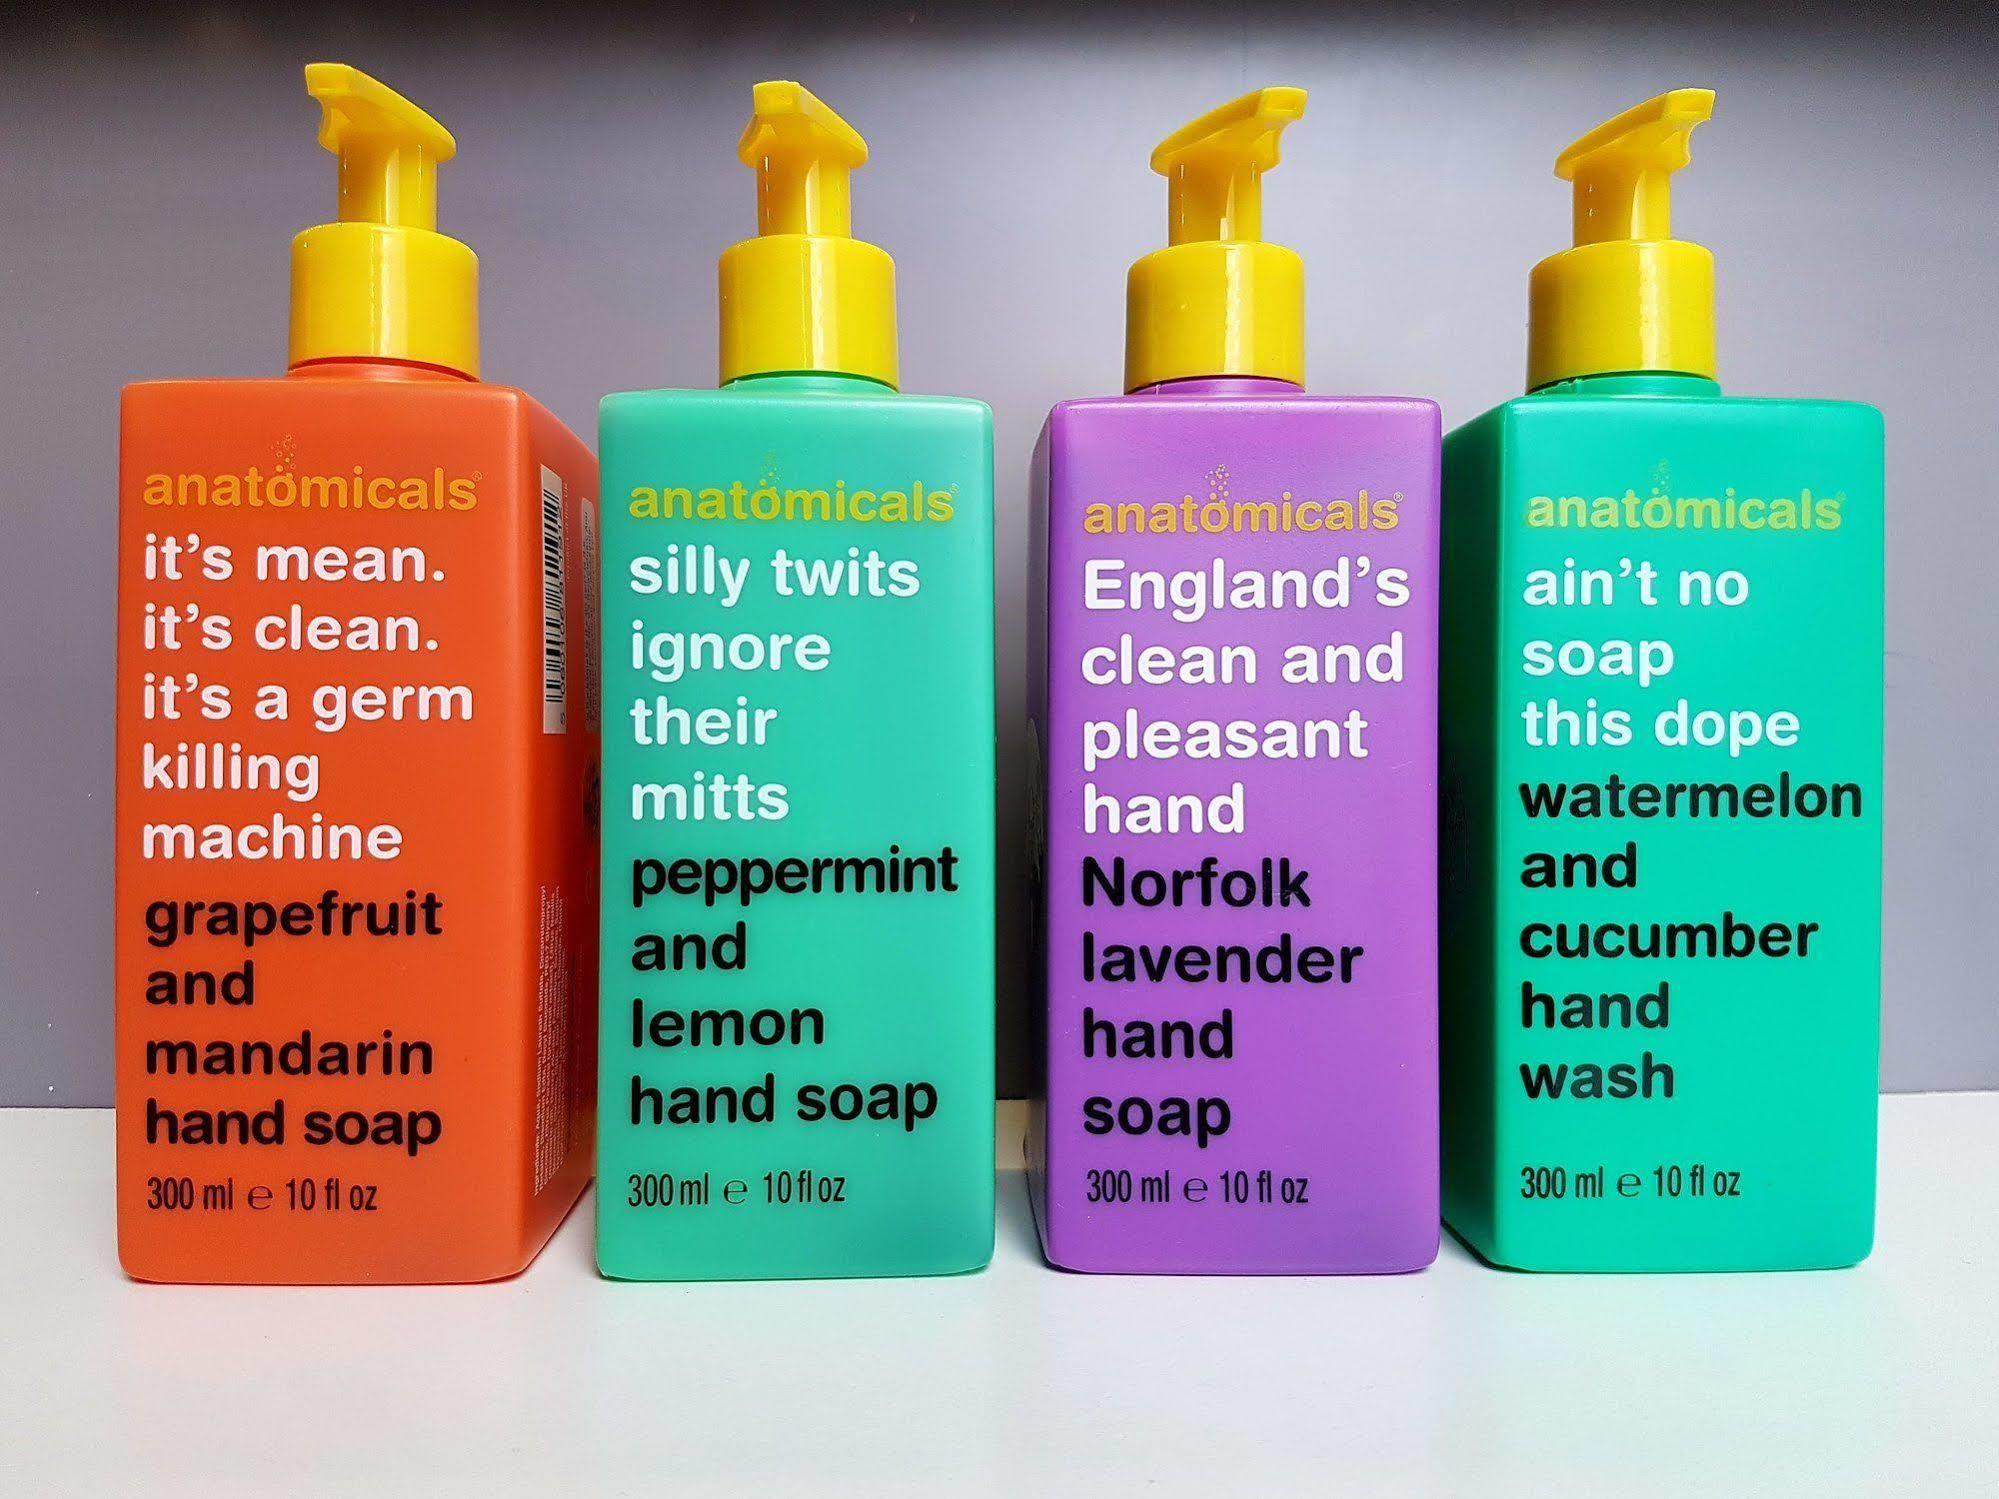 anatomicals®
it's mean.
it's clean.
it's a germ
killing
machine
grapefruit
and
mandarin
hand soap
300 ml ℮ 10 fl oz
anatomicals
silly twits
ignore
their
mitts
peppermint
and
lemon
hand soap
300 ml ℮ 10 fl oz
anatomicals®
England's
clean and
pleasant
hand
Norfolk
lavender
hand
soap
300 ml ℮ 10 fl oz
anatomicals
ain't no
soap
this dope
watermelon
and
cucumber
hand
wash
300 ml ℮ 10 fl oz